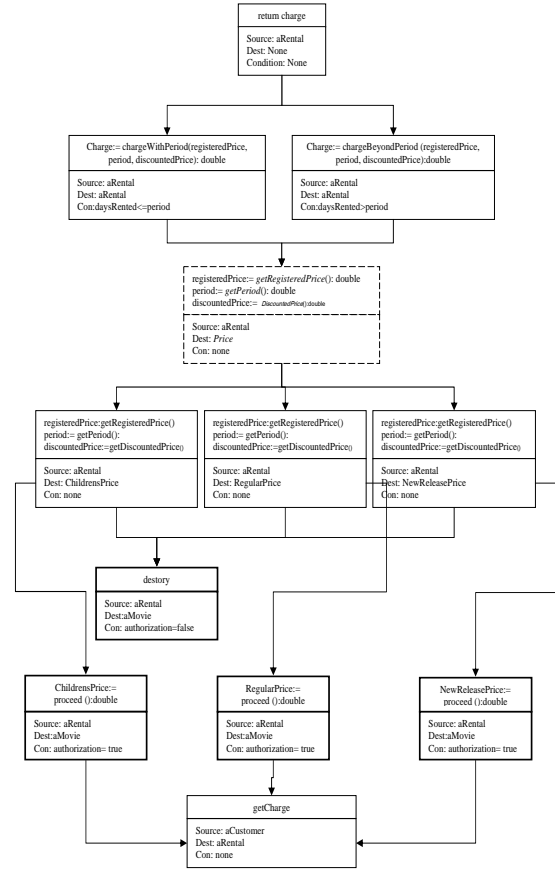 return charge
Source: aRental
Dest: None
Condition: None
Charge:= chargeWithPeriod(registeredPrice,
period, discountedPrice): double
Source: aRental
Dest: aRental
Con:daysRented<=period
Charge:= chargeBeyondPeriod (registeredPrice,
period, discountedPrice):double
Source: aRental
Dest: aRental
Con:daysRented>period
registeredPrice:= getRegisteredPrice(): double
period:= getPeriod(): double
discountedPrice:= DiscountedPrice():double
Source: aRental
Dest: Price
Con: none
registeredPrice:getRegisteredPrice()
period:= getPeriod():
discountedPrice:=getDiscountedPrice()
Source: aRental
Dest: ChildrensPrice
Con: none
registeredPrice:getRegisteredPrice()
period:= getPeriod():
discountedPrice:=getDiscountedPrice()
Source: aRental
Dest: RegularPrice
Con: none
registeredPrice:getRegisteredPrice()
period:= getPeriod():
discountedPrice:=getDiscountedPrice()
Source: aRental
Dest: NewReleasePrice
Con: none
destory
Source: aRental
Dest:aMovie
Con: authorization=false
ChildrensPrice:=
proceed ():double
Source: aRental
Dest:aMovie
Con: authorization= true
RegularPrice:=
proceed ():double
Source: aRental
Dest:aMovie
Con: authorization= true
NewReleasePrice:=
proceed ():double
Source: aRental
Dest:aMovie
Con: authorization= true
getCharge
Source: aCustomer
Dest: aRental
Con: none